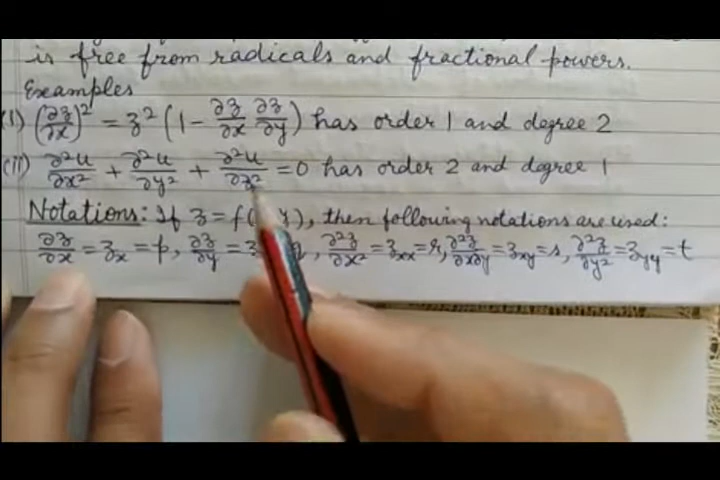 is free from radicals and fractional powers.
Examples
(i) (∂z/∂x)² = z² (1 - ∂z/∂x ∂z/∂y) has order 1 and degree 2
(ii) ∂²u/∂x² + ∂²u/∂y² + ∂²u/∂z² = 0 has order 2 and degree 1
Notations: If z = f( y), then following notations are used:
∂z/∂x = zx = p, ∂z/∂y = z , ∂²z/∂x² = zxx = r, ∂²z/∂x∂y = zxy = s, ∂²z/∂y² = zyy = t